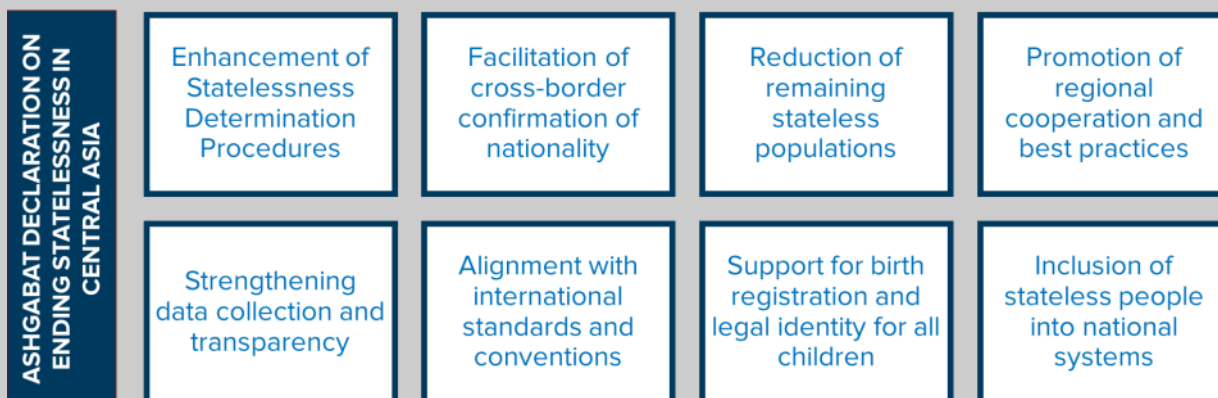 ASHGABAT DECLARATION ON
ENDING STATELESSNESS IN
CENTRAL ASIA
Enhancement of
Statelessness
Determination
Procedures
Facilitation of
cross-border
confirmation of
nationality
Reduction of
remaining
stateless
populations
Promotion of
regional
cooperation and
best practices
Strengthening
data collection and
transparency
Alignment with
international
standards and
conventions
Support for birth
registration and
legal identity for all
children
Inclusion of
stateless people
into national
systems